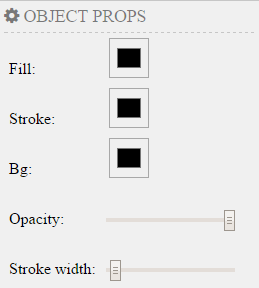 OBJECT PROPS
Fill:
Stroke:
Bg:
Opacity:
Stroke width: